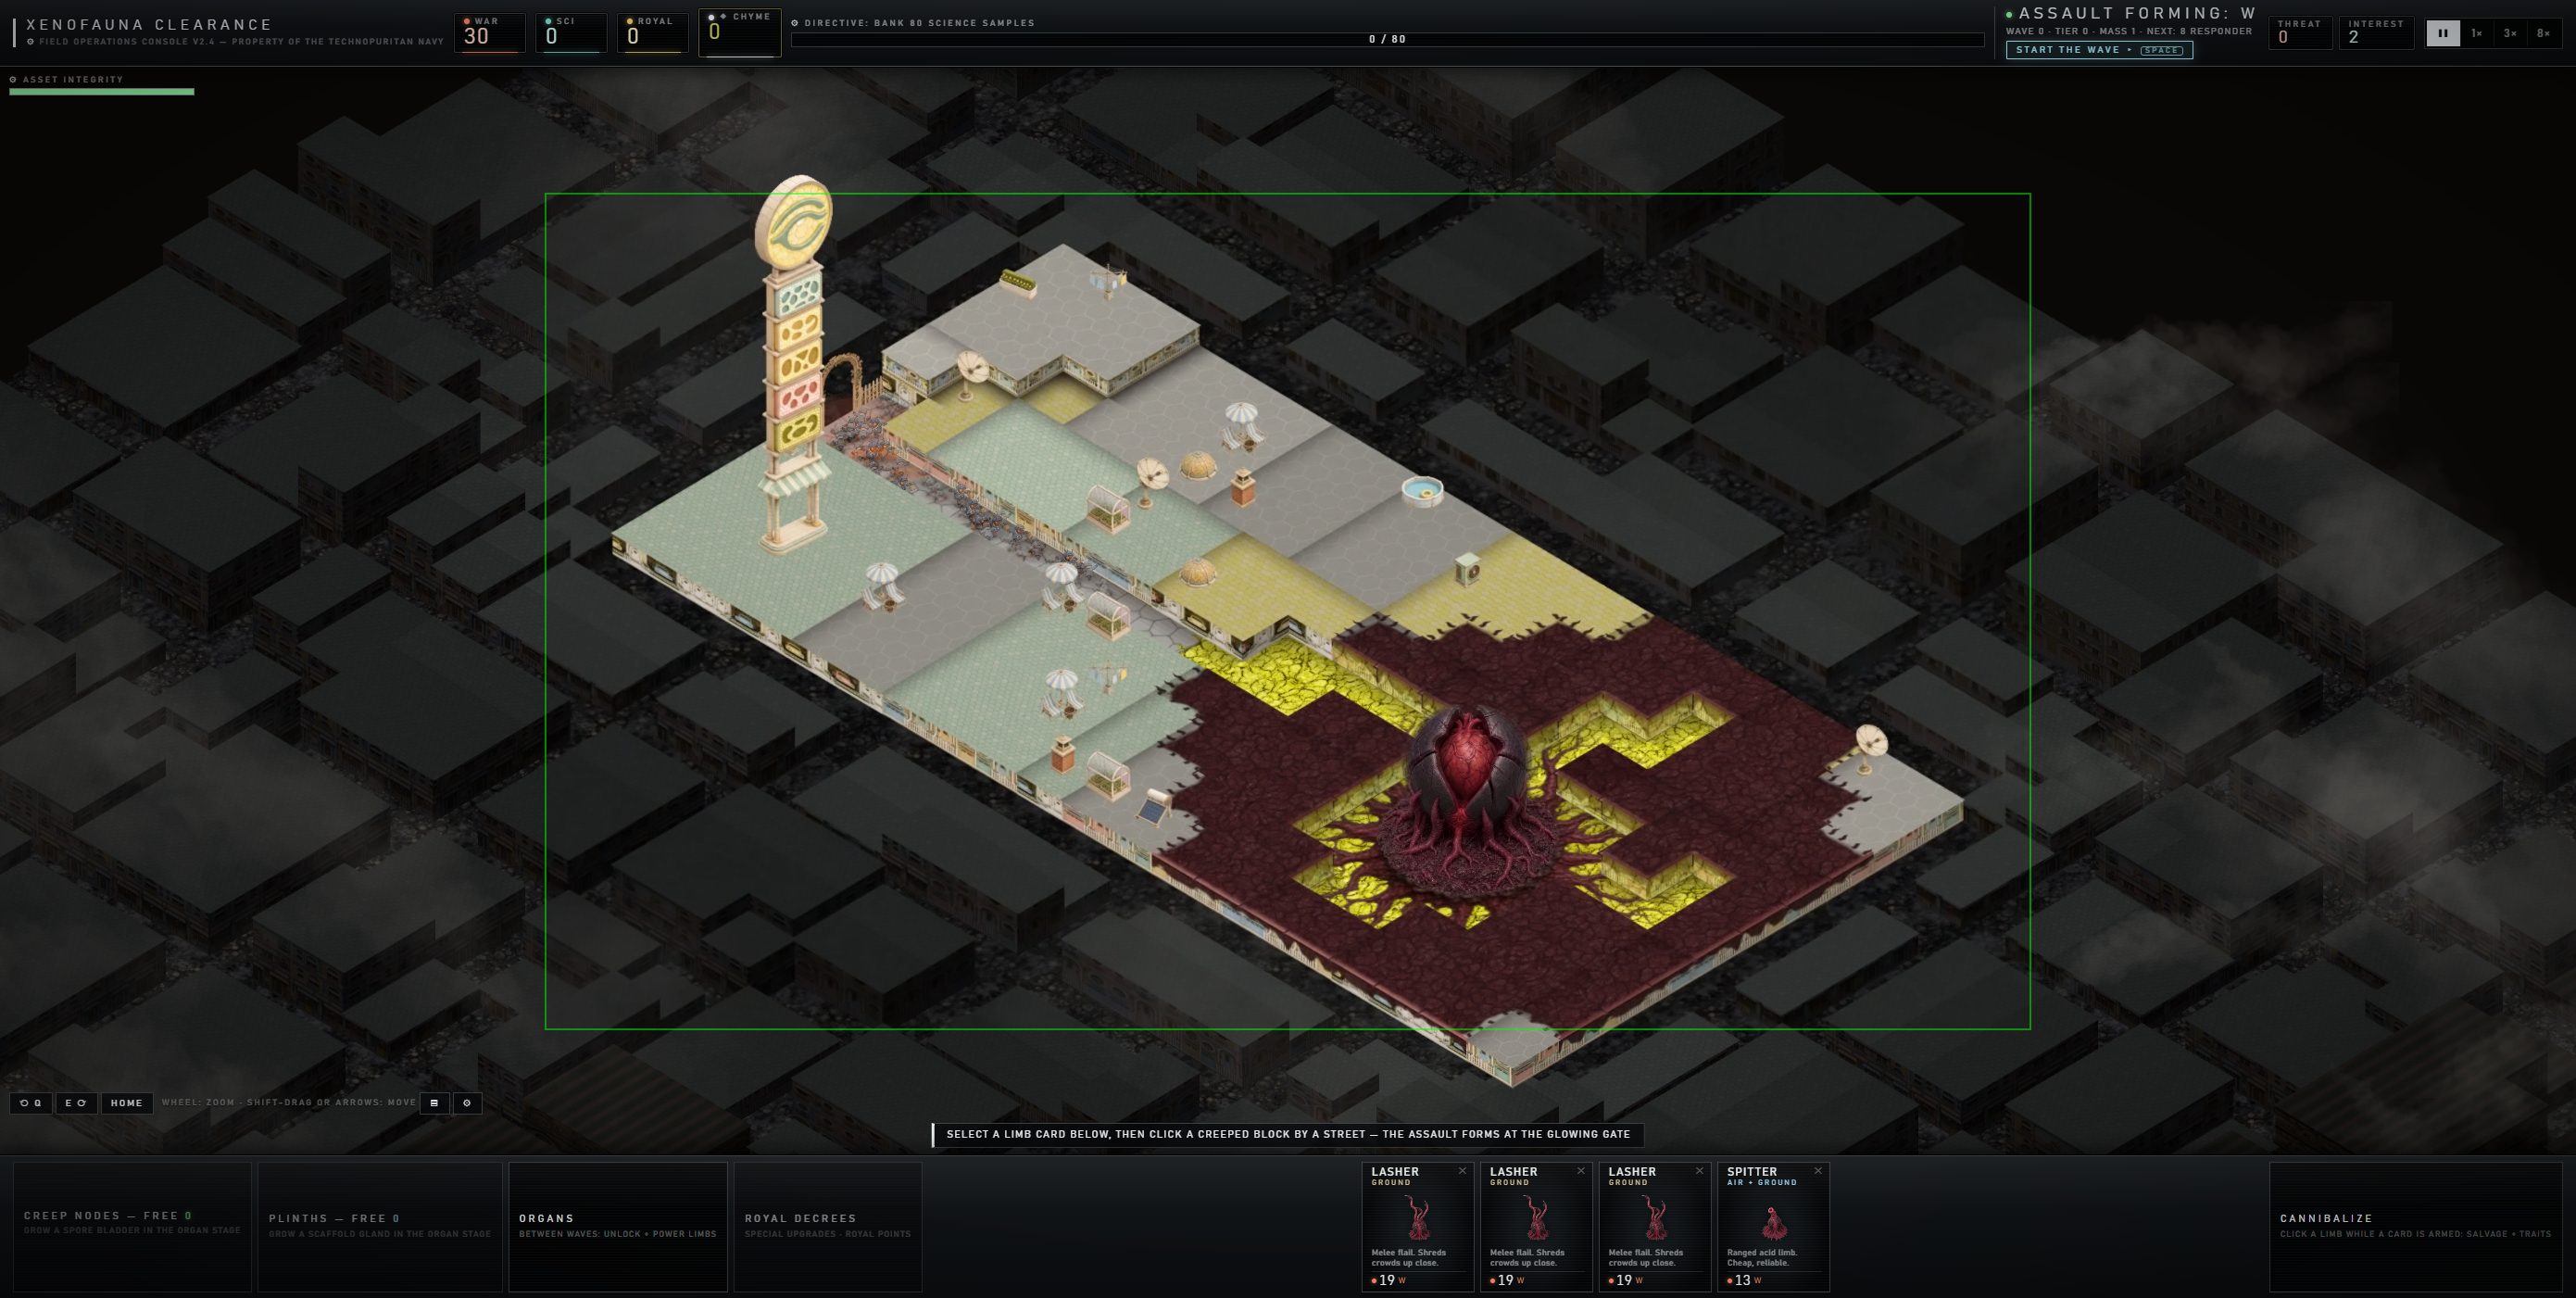 XENOFAUNA CLEARANCE
FIELD OPERATIONS CONSOLE V2.4 — PROPERTY OF THE TECHNOPURITAN NAVY
WAR
30
SCI
0
ROYAL
0
CHYME
0
DIRECTIVE: BANK 80 SCIENCE SAMPLES
0 / 80
ASSAULT FORMING: W
WAVE 0 · TIER 0 · MASS 1 · NEXT: 8 RESPONDER
START THE WAVE ▸ SPACE
THREAT
0
INTEREST
2
1×
3×
8×
ASSET INTEGRITY
Q
E
HOME
WHEEL: ZOOM · SHIFT-DRAG OR ARROWS: MOVE
SELECT A LIMB CARD BELOW, THEN CLICK A CREEPED BLOCK BY A STREET — THE ASSAULT FORMS AT THE GLOWING GATE
CREEP NODES — FREE 0
GROW A SPORE BLADDER IN THE ORGAN STAGE
PLINTHS — FREE 0
GROW A SCAFFOLD GLAND IN THE ORGAN STAGE
ORGANS
BETWEEN WAVES: UNLOCK + POWER LIMBS
ROYAL DECREES
SPECIAL UPGRADES · ROYAL POINTS
LASHER
GROUND
Melee flail. Shreds
crowds up close.
19 W
LASHER
GROUND
Melee flail. Shreds
crowds up close.
19 W
LASHER
GROUND
Melee flail. Shreds
crowds up close.
19 W
SPITTER
AIR + GROUND
Ranged acid limb.
Cheap, reliable.
13 W
CANNIBALIZE
CLICK A LIMB WHILE A CARD IS ARMED: SALVAGE + TRAITS